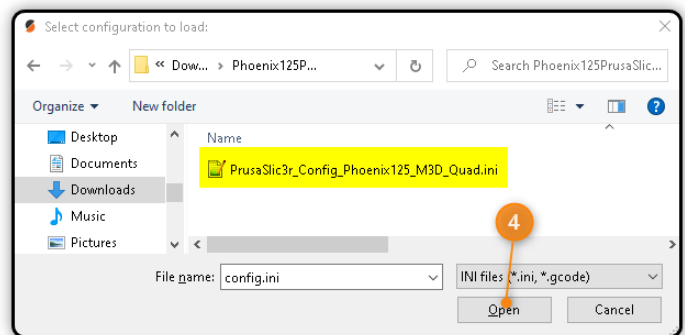 Select configuration to load:
« Dow... › Phoenix125P...
Search Phoenix125PrusaSlic...
Organize
New folder
Desktop
Documents
Downloads
Music
Pictures
Name
PrusaSlic3r_Config_Phoenix125_M3D_Quad.ini
4
File name: config.ini
INI files (*.ini, *.gcode)
Open
Cancel